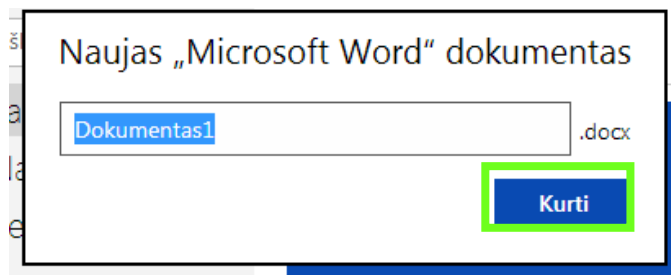 Naujas „Microsoft Word“ dokumentas
Dokumentas1
.docx
Kurti